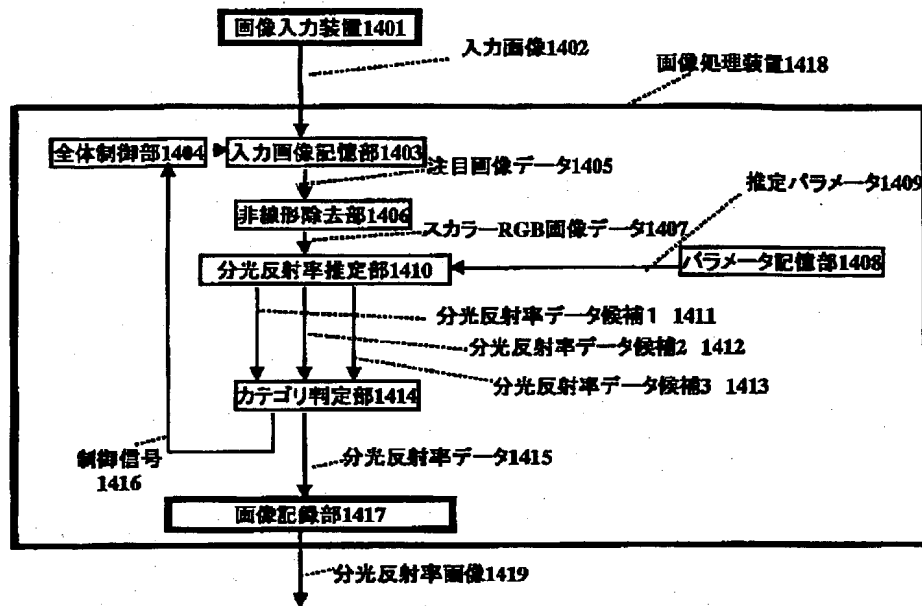 画像入力装置1401
入力画像1402
画像処理装置1418
全体制御部1404
入力画像記憶部1403
注目画像データ1405
推定パラメータ1409
非線形除去部1406
スカラーRGB画像データ1407
分光反射率推定部1410
パラメータ記憶部1408
分光反射率データ候補1 1411
分光反射率データ候補2 1412
分光反射率データ候補3 1413
カテゴリ判定部1414
制御信号
1416
分光反射率データ1415
画像記録部1417
分光反射率画像1419